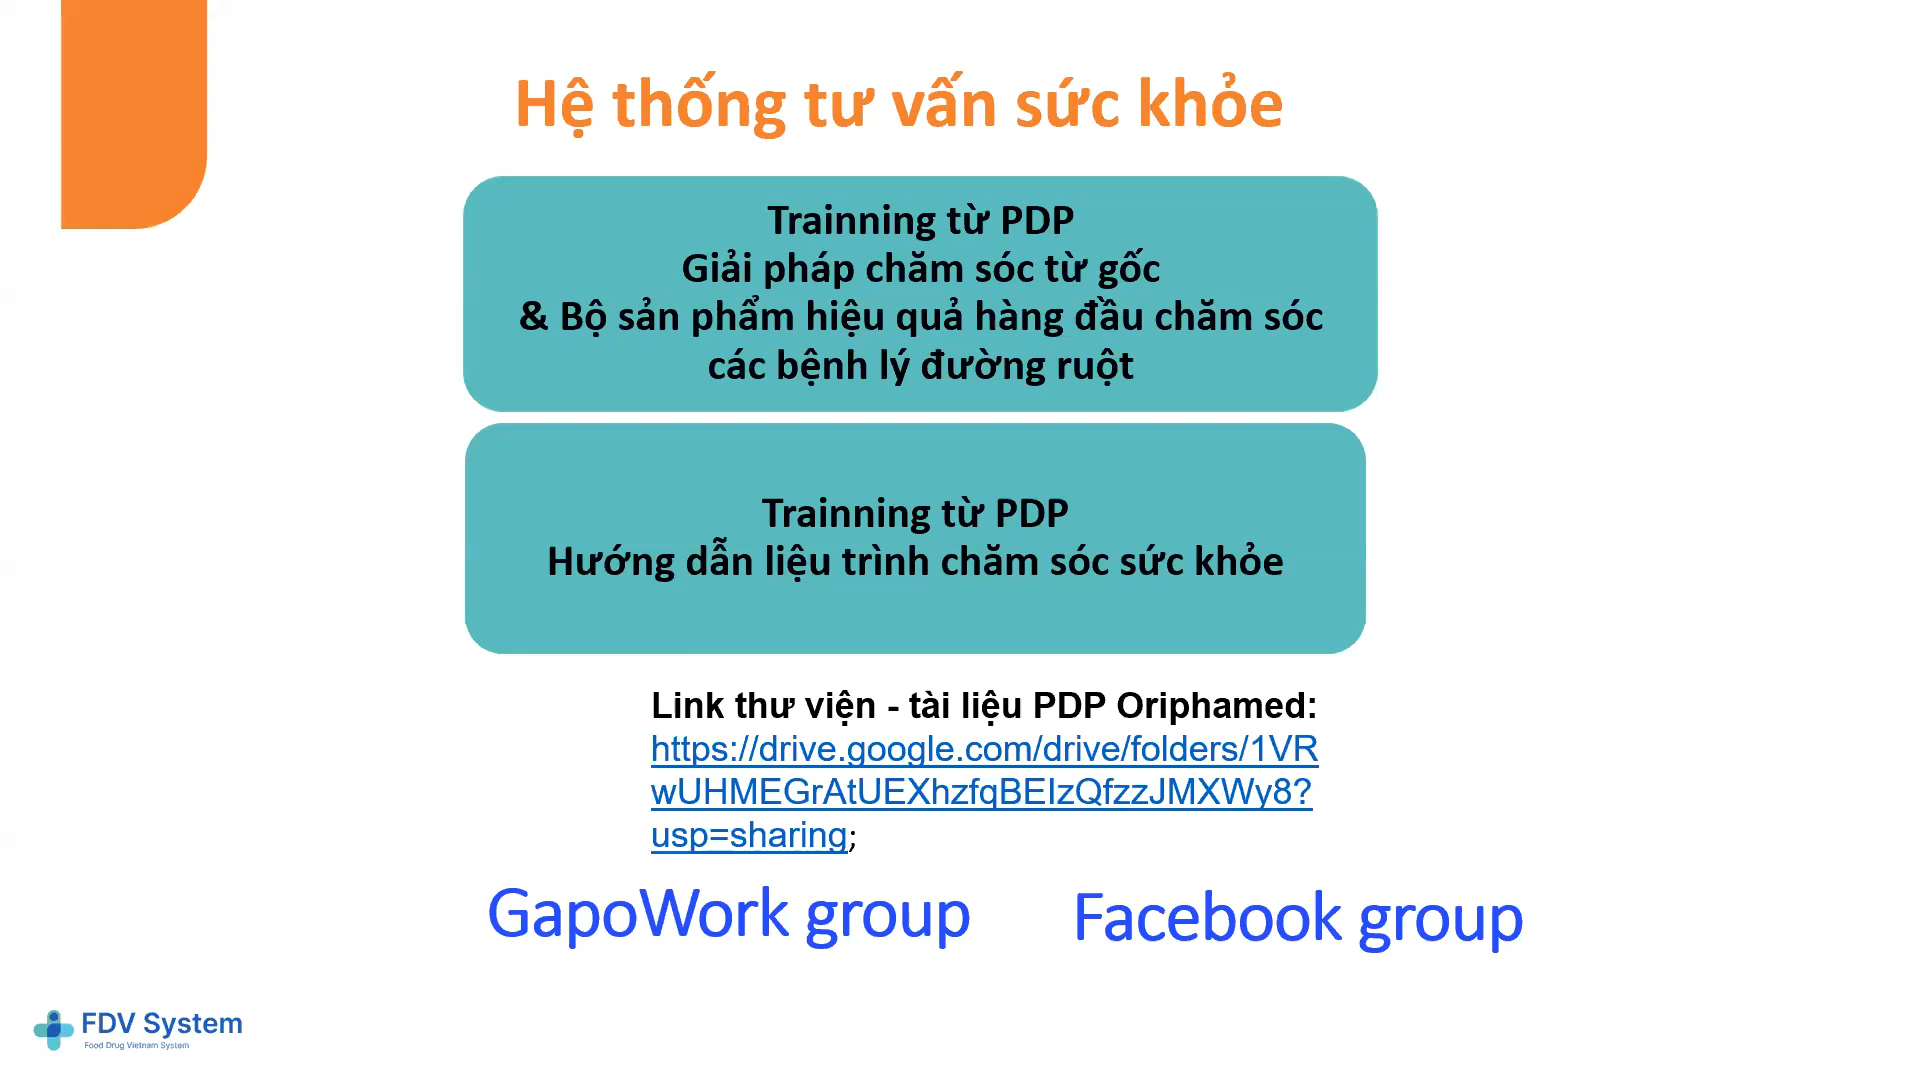 Hệ thống tư vấn sức khỏe
Trainning từ PDP
Giải pháp chăm sóc từ gốc
& Bộ sản phẩm hiệu quả hàng đầu chăm sóc
các bệnh lý đường ruột
Trainning từ PDP
Hướng dẫn liệu trình chăm sóc sức khỏe
Link thư viện - tài liệu PDP Oriphamed:
https://drive.google.com/drive/folders/1VR
wUHMEGrAtUEXhzfqBEIzQfzzJMXWy8?
usp=sharing;
GapoWork group
Facebook group
FDV System
Food Drug Vietnam System